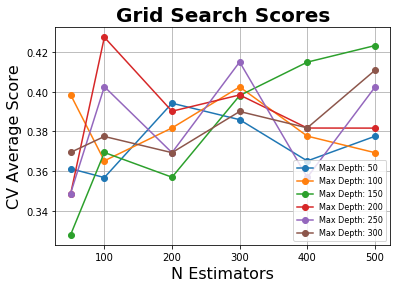 Grid Search Scores
CV Average Score
0.42
0.40
0.38
0.36
0.34
100
200
300
400
500
N Estimators
Max Depth: 50
Max Depth: 100
Max Depth: 150
Max Depth: 200
Max Depth: 250
Max Depth: 300